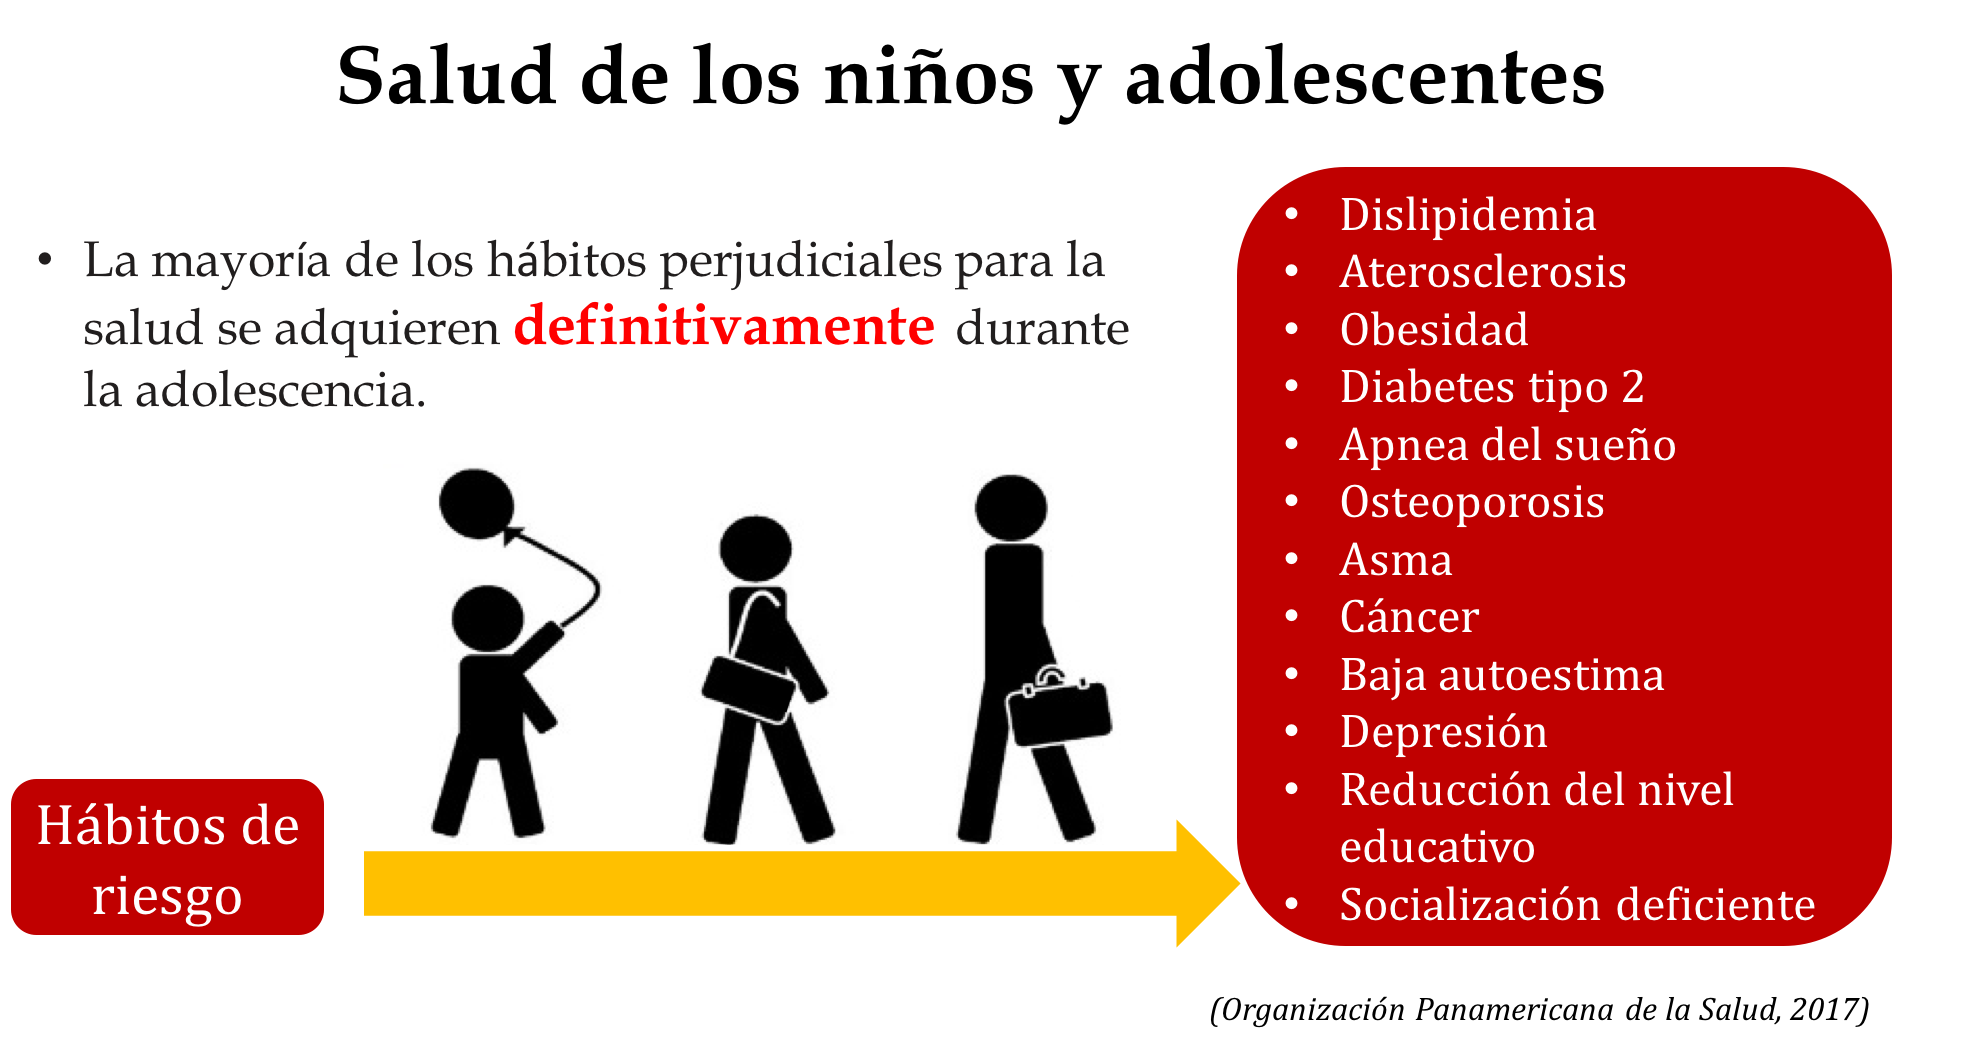 Salud de los niños y adolescentes
• La mayoría de los hábitos perjudiciales para la
salud se adquieren definitivamente durante
la adolescencia.
Hábitos de
riesgo
• Dislipidemia
• Aterosclerosis
• Obesidad
• Diabetes tipo 2
• Apnea del sueño
• Osteoporosis
• Asma
• Cáncer
• Baja autoestima
• Depresión
• Reducción del nivel
educativo
• Socialización deficiente
(Organización Panamericana de la Salud, 2017)